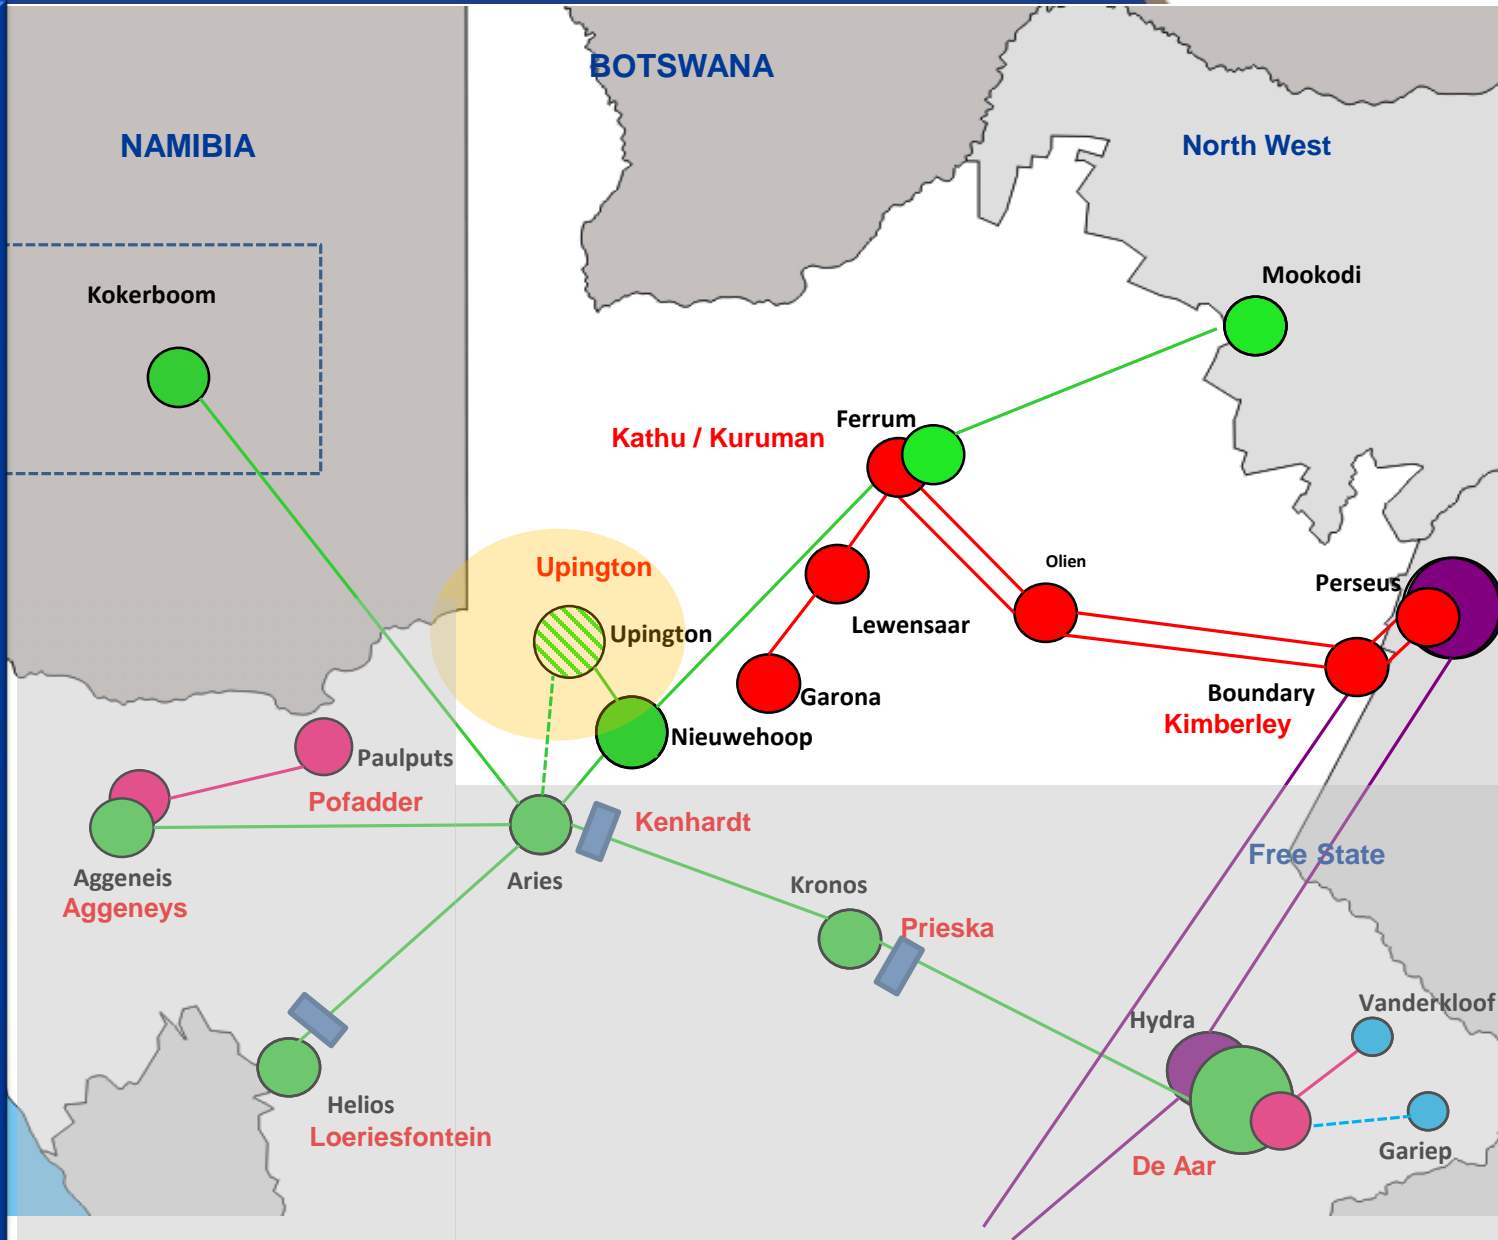 BOTSWANA
NAMIBIA
North West
Mookodi
Kokerboom
Ferrum
Kathu / Kuruman
Olien
Upington
Perseus
Lewensaar
Upington
Boundary
Garona
Kimberley
Nieuwehoop
Paulputs
Pofadder
Kenhardt
Free State
Aggeneis
Aries
Kronos
Aggeneys
Prieska
Vanderkloof
Hydra
Helios
Loeriesfontein
Gariep
De Aar